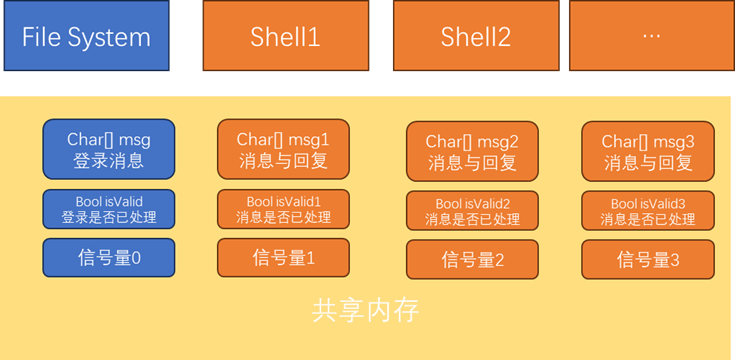 File System
Shell1
Shell2
...
Char[] msg
登录消息
Char[] msg1
消息与回复
Char[] msg2
消息与回复
Char[] msg3
消息与回复
Bool isValid
登录是否已处理
Bool isValid1
消息是否已处理
Bool isValid2
消息是否已处理
Bool isValid3
消息是否已处理
信号量0
信号量1
信号量2
信号量3
共享内存